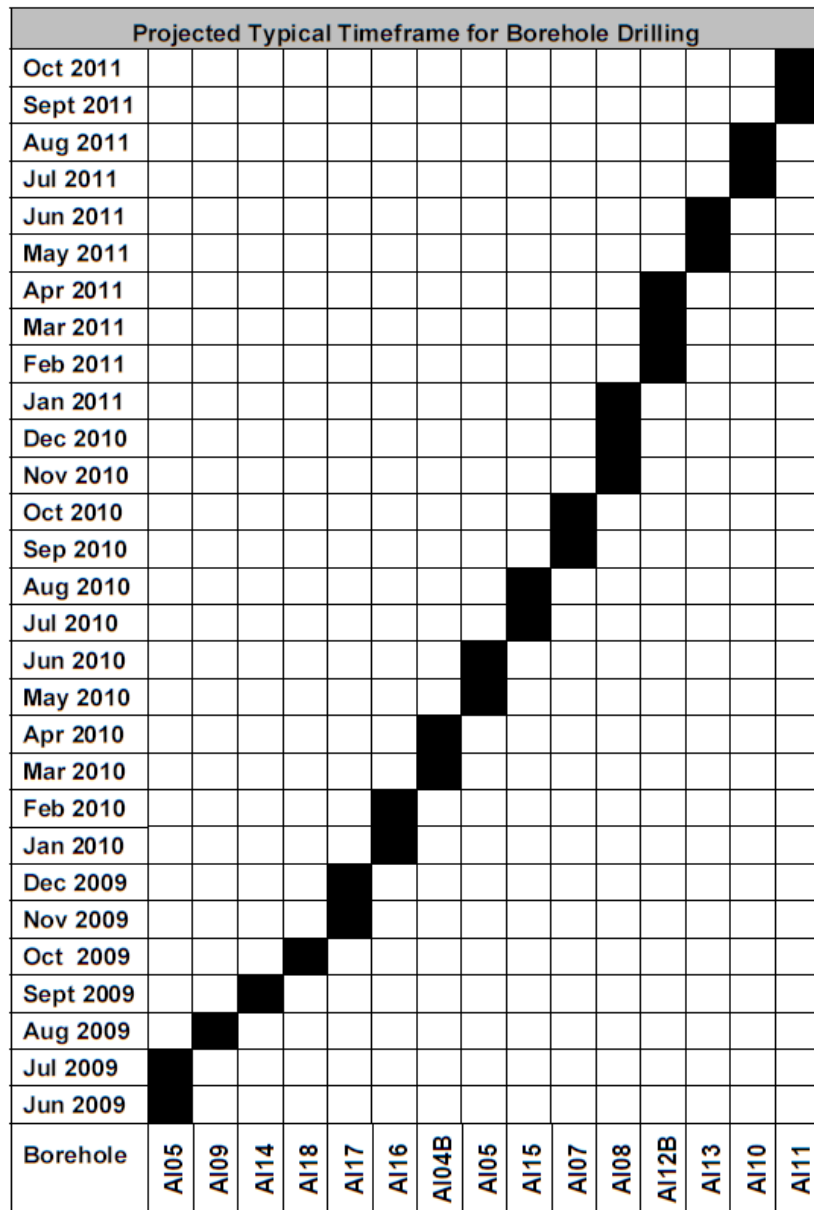 Projected Typical Timeframe for Borehole Drilling
Oct 2011
Sept 2011
Aug 2011
Jul 2011
Jun 2011
May 2011
Apr 2011
Mar 2011
Feb 2011
Jan 2011
Dec 2010
Nov 2010
Oct 2010
Sep 2010
Aug 2010
Jul 2010
Jun 2010
May 2010
Apr 2010
Mar 2010
Feb 2010
Jan 2010
Dec 2009
Nov 2009
Oct 2009
Sept 2009
Aug 2009
Jul 2009
Jun 2009
Borehole AI05 AI09 AI14 AI18 AI17 AI16 AI04B AI05 AI15 AI07 AI08 AI12B AI13 AI10 AI11